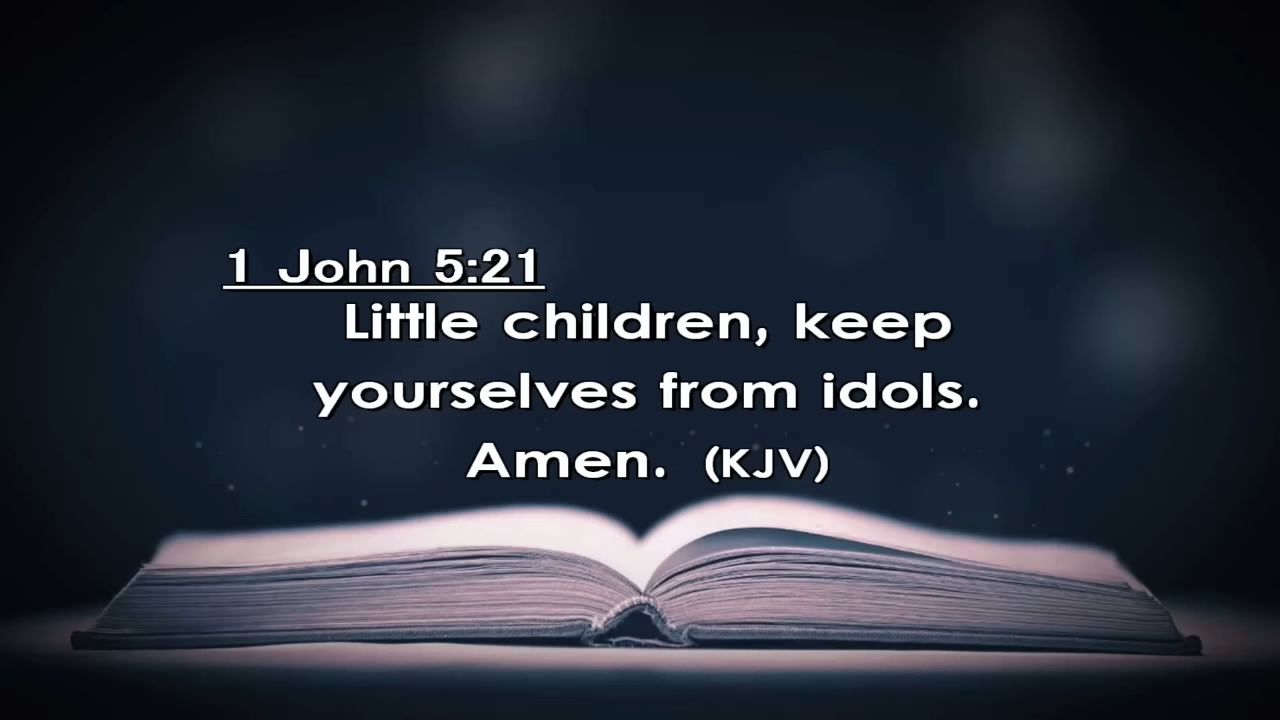 1 John 5:21
Little children, keep
yourselves from idols.
Amen. (KJV)